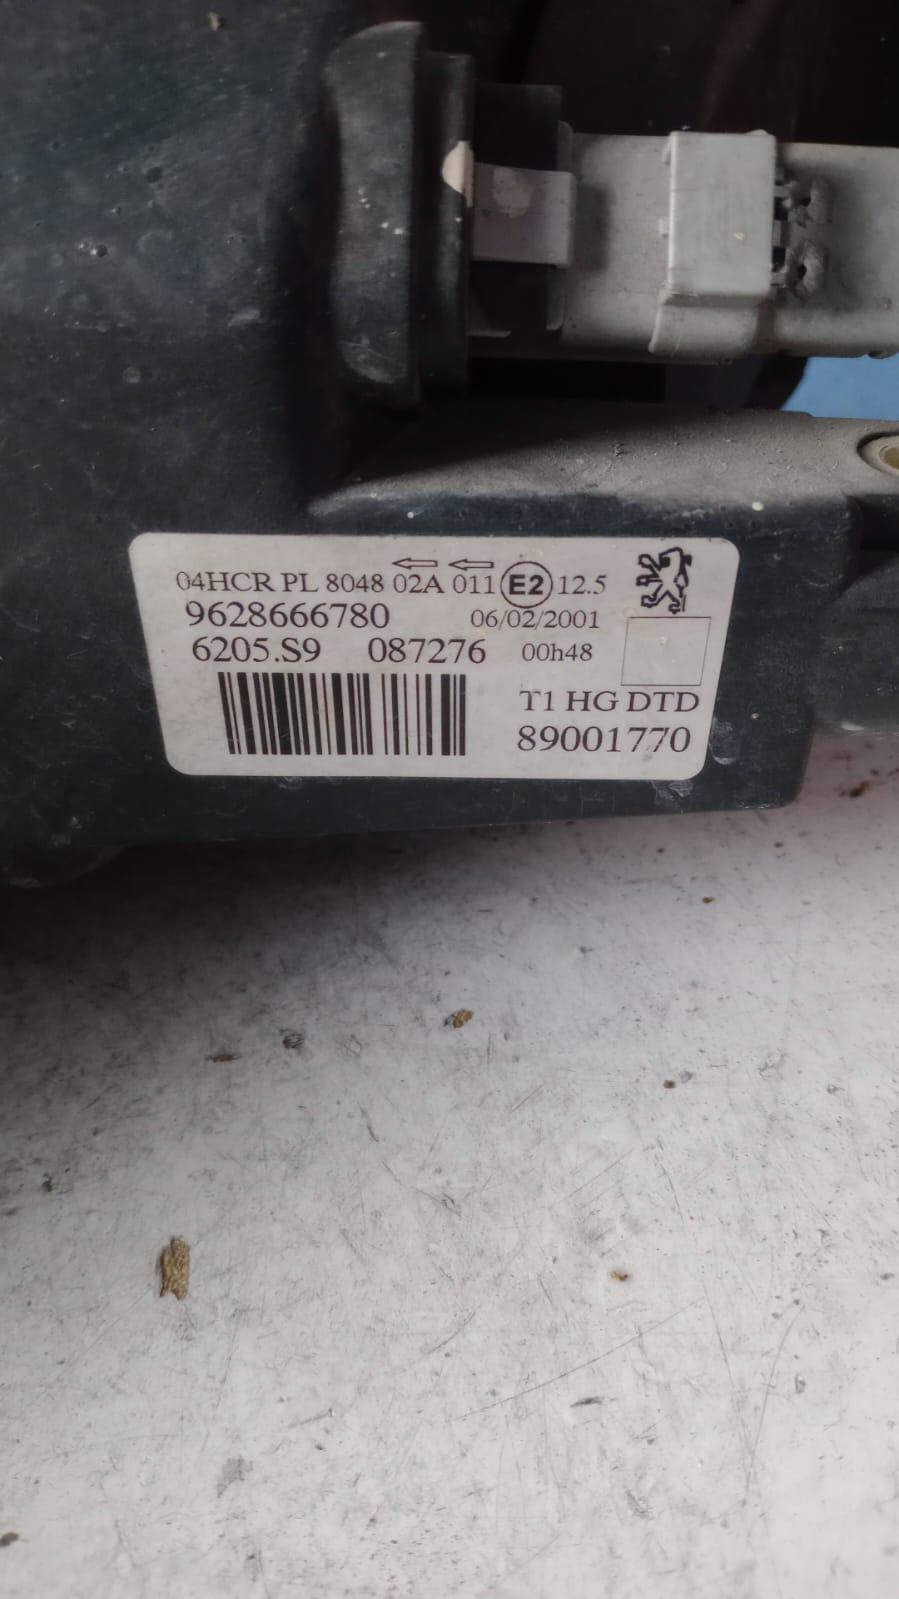 04HCR PL 8048 02A 011 E2 12.5
9628666780 06/02/2001
6205.S9 087276 00h48
T1 HG DTD
89001770